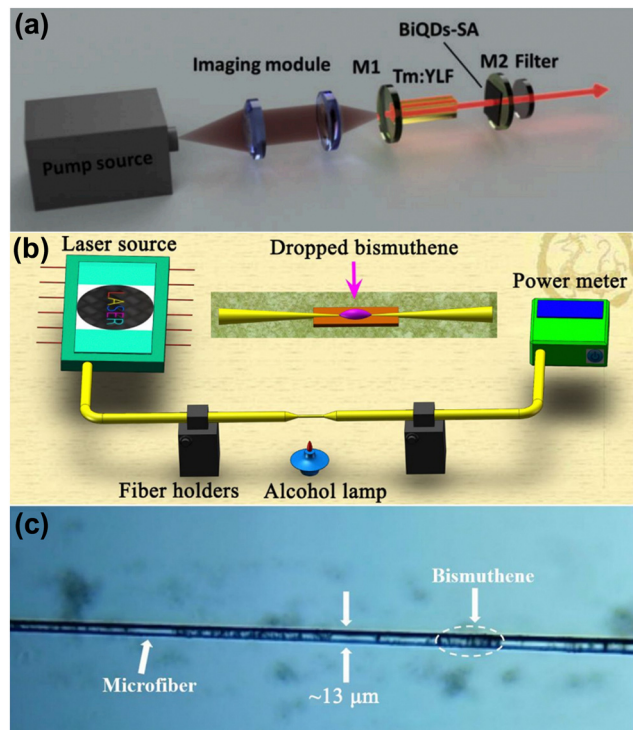 (a)
BiQDs-SA
Imaging module
M1
Tm:YLF
M2 Filter
Pump source
(b)
Laser source
Dropped bismuthene
Power meter
LASER
Fiber holders
Alcohol lamp
(c)
Bismuthene
Microfiber
~13 μm